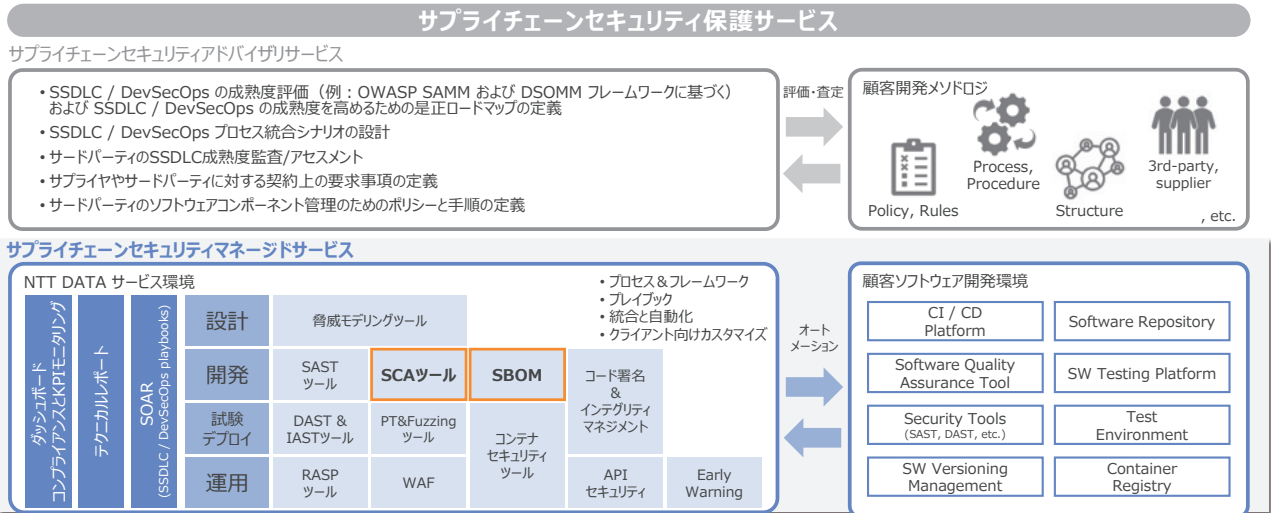 サプライチェーンセキュリティ保護サービス
サプライチェーンセキュリティアドバイザリサービス
• SSDLC / DevSecOps の成熟度評価（例：OWASP SAMM および DSOMM フレームワークに基づく）
および SSDLC / DevSecOps の成熟度を高めるための是正ロードマップの定義
• SSDLC / DevSecOps プロセス統合シナリオの設計
• サードパーティのSSDLC成熟度監査/アセスメント
• サプライヤやサードパーティに対する契約上の要求事項の定義
• サードパーティのソフトウェアコンポーネント管理のためのポリシーと手順の定義
評価・査定
顧客開発メソドロジ
Policy, Rules
Process,
Procedure
Structure
3rd-party,
supplier
, etc.
サプライチェーンセキュリティマネージドサービス
NTT DATA サービス環境
• プロセス＆フレームワーク
• プレイブック
• 統合と自動化
• クライアント向けカスタマイズ
ダッシュボード
コンプライアンスとKPIモニタリング
テクニカルレポート
SOAR
(SSDLC / DevSecOps playbooks)
設計
脅威モデリングツール
開発
SAST
ツール
SCAツール
SBOM
コード署名
&
インテグリティ
マネジメント
試験
デプロイ
DAST &
IASTツール
PT&Fuzzing
ツール
コンテナ
セキュリティ
ツール
運用
RASP
ツール
WAF
API
セキュリティ
Early
Warning
オート
メーション
顧客ソフトウェア開発環境
CI / CD
Platform
Software Repository
Software Quality
Assurance Tool
SW Testing Platform
Security Tools
(SAST, DAST, etc.)
Test
Environment
SW Versioning
Management
Container
Registry